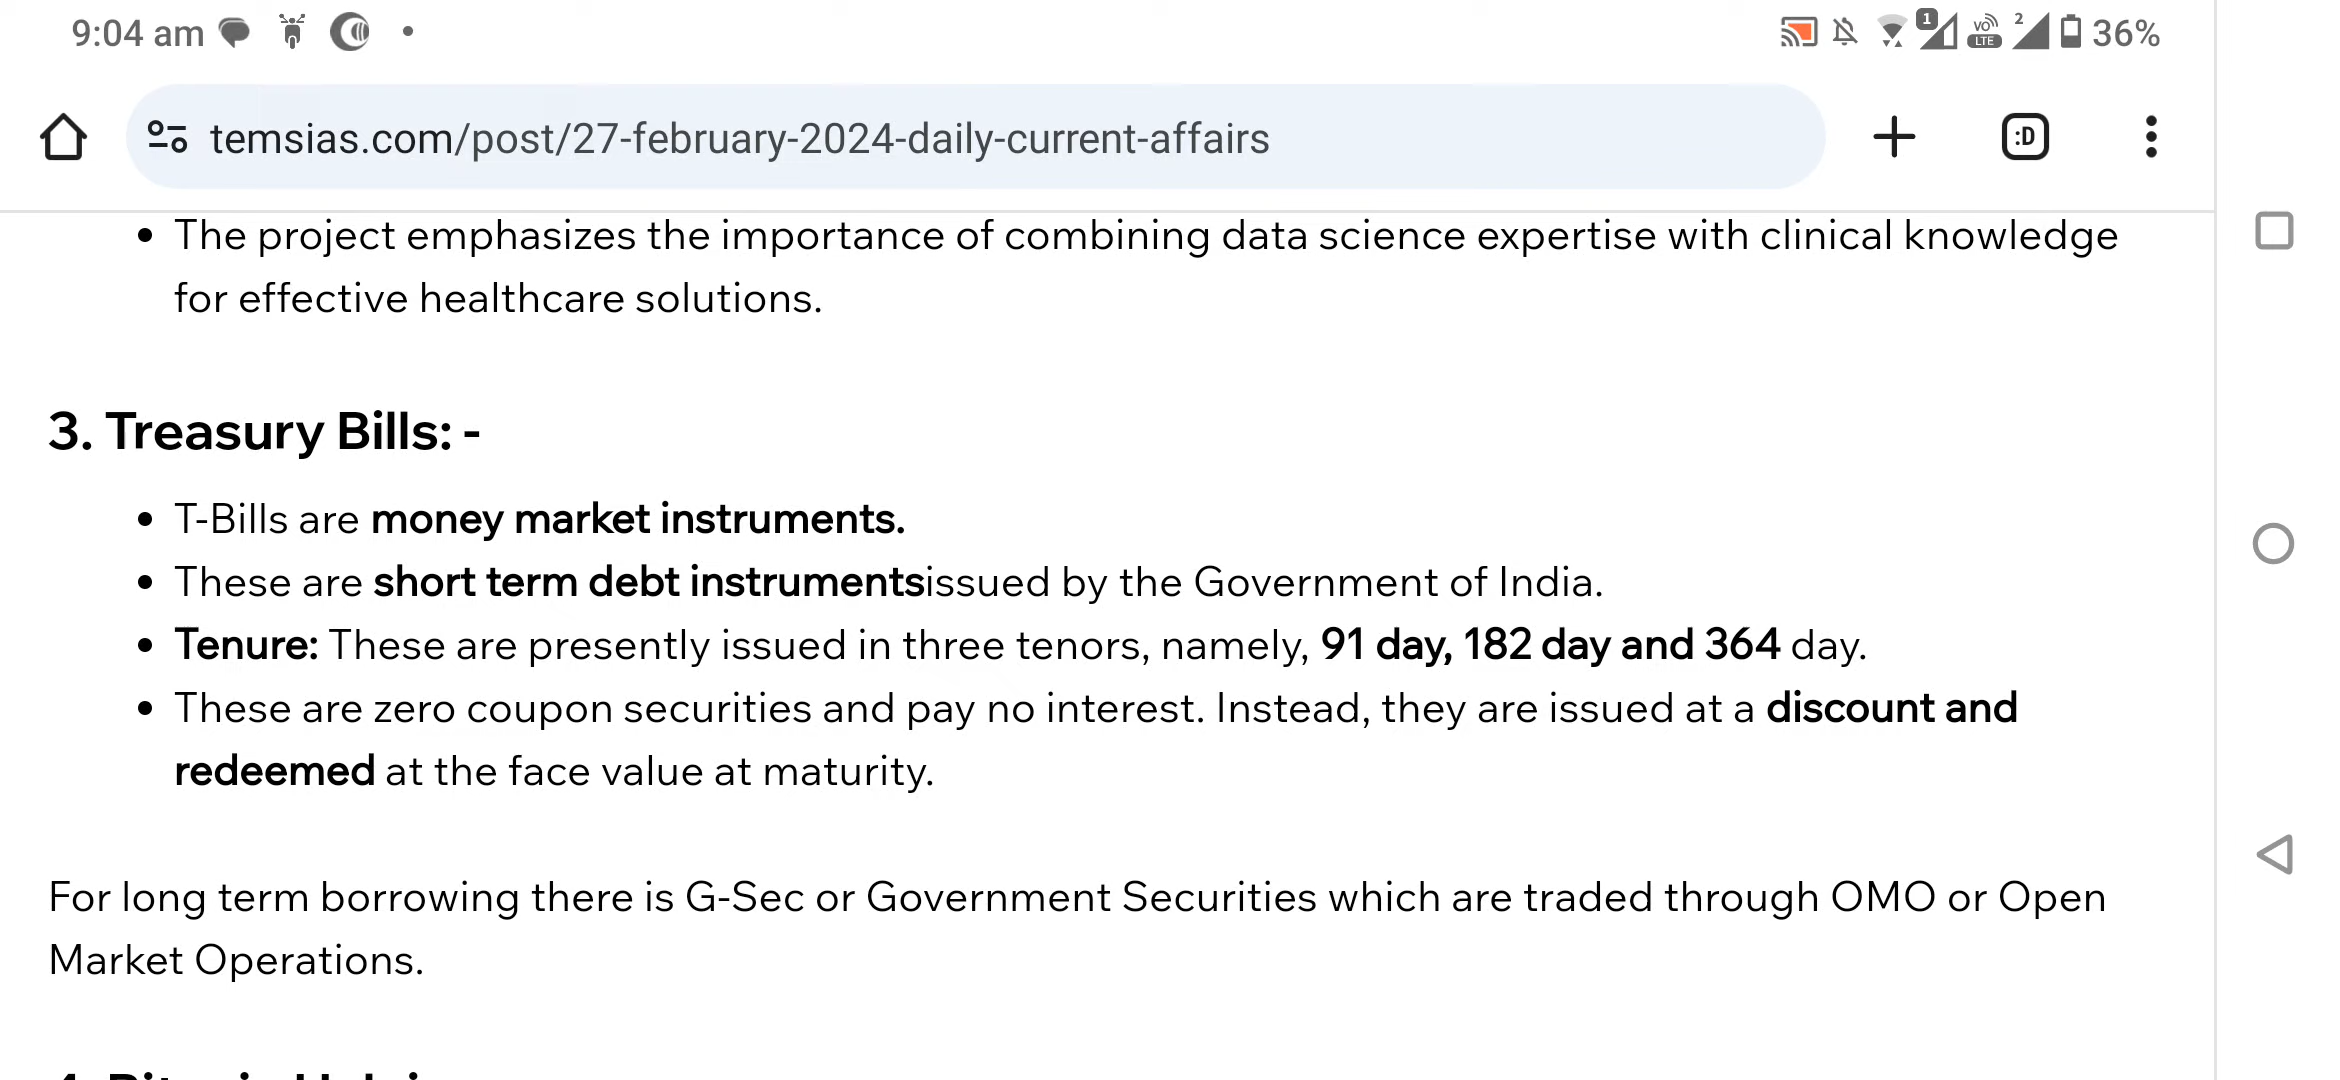 9:04 am
1 VO LTE 2 36%
temsias.com/post/27-february-2024-daily-current-affairs
:D
• The project emphasizes the importance of combining data science expertise with clinical knowledge
for effective healthcare solutions.
3. Treasury Bills: -
• T-Bills are money market instruments.
• These are short term debt instrumentsissued by the Government of India.
• Tenure: These are presently issued in three tenors, namely, 91 day, 182 day and 364 day.
• These are zero coupon securities and pay no interest. Instead, they are issued at a discount and
redeemed at the face value at maturity.
For long term borrowing there is G-Sec or Government Securities which are traded through OMO or Open
Market Operations.